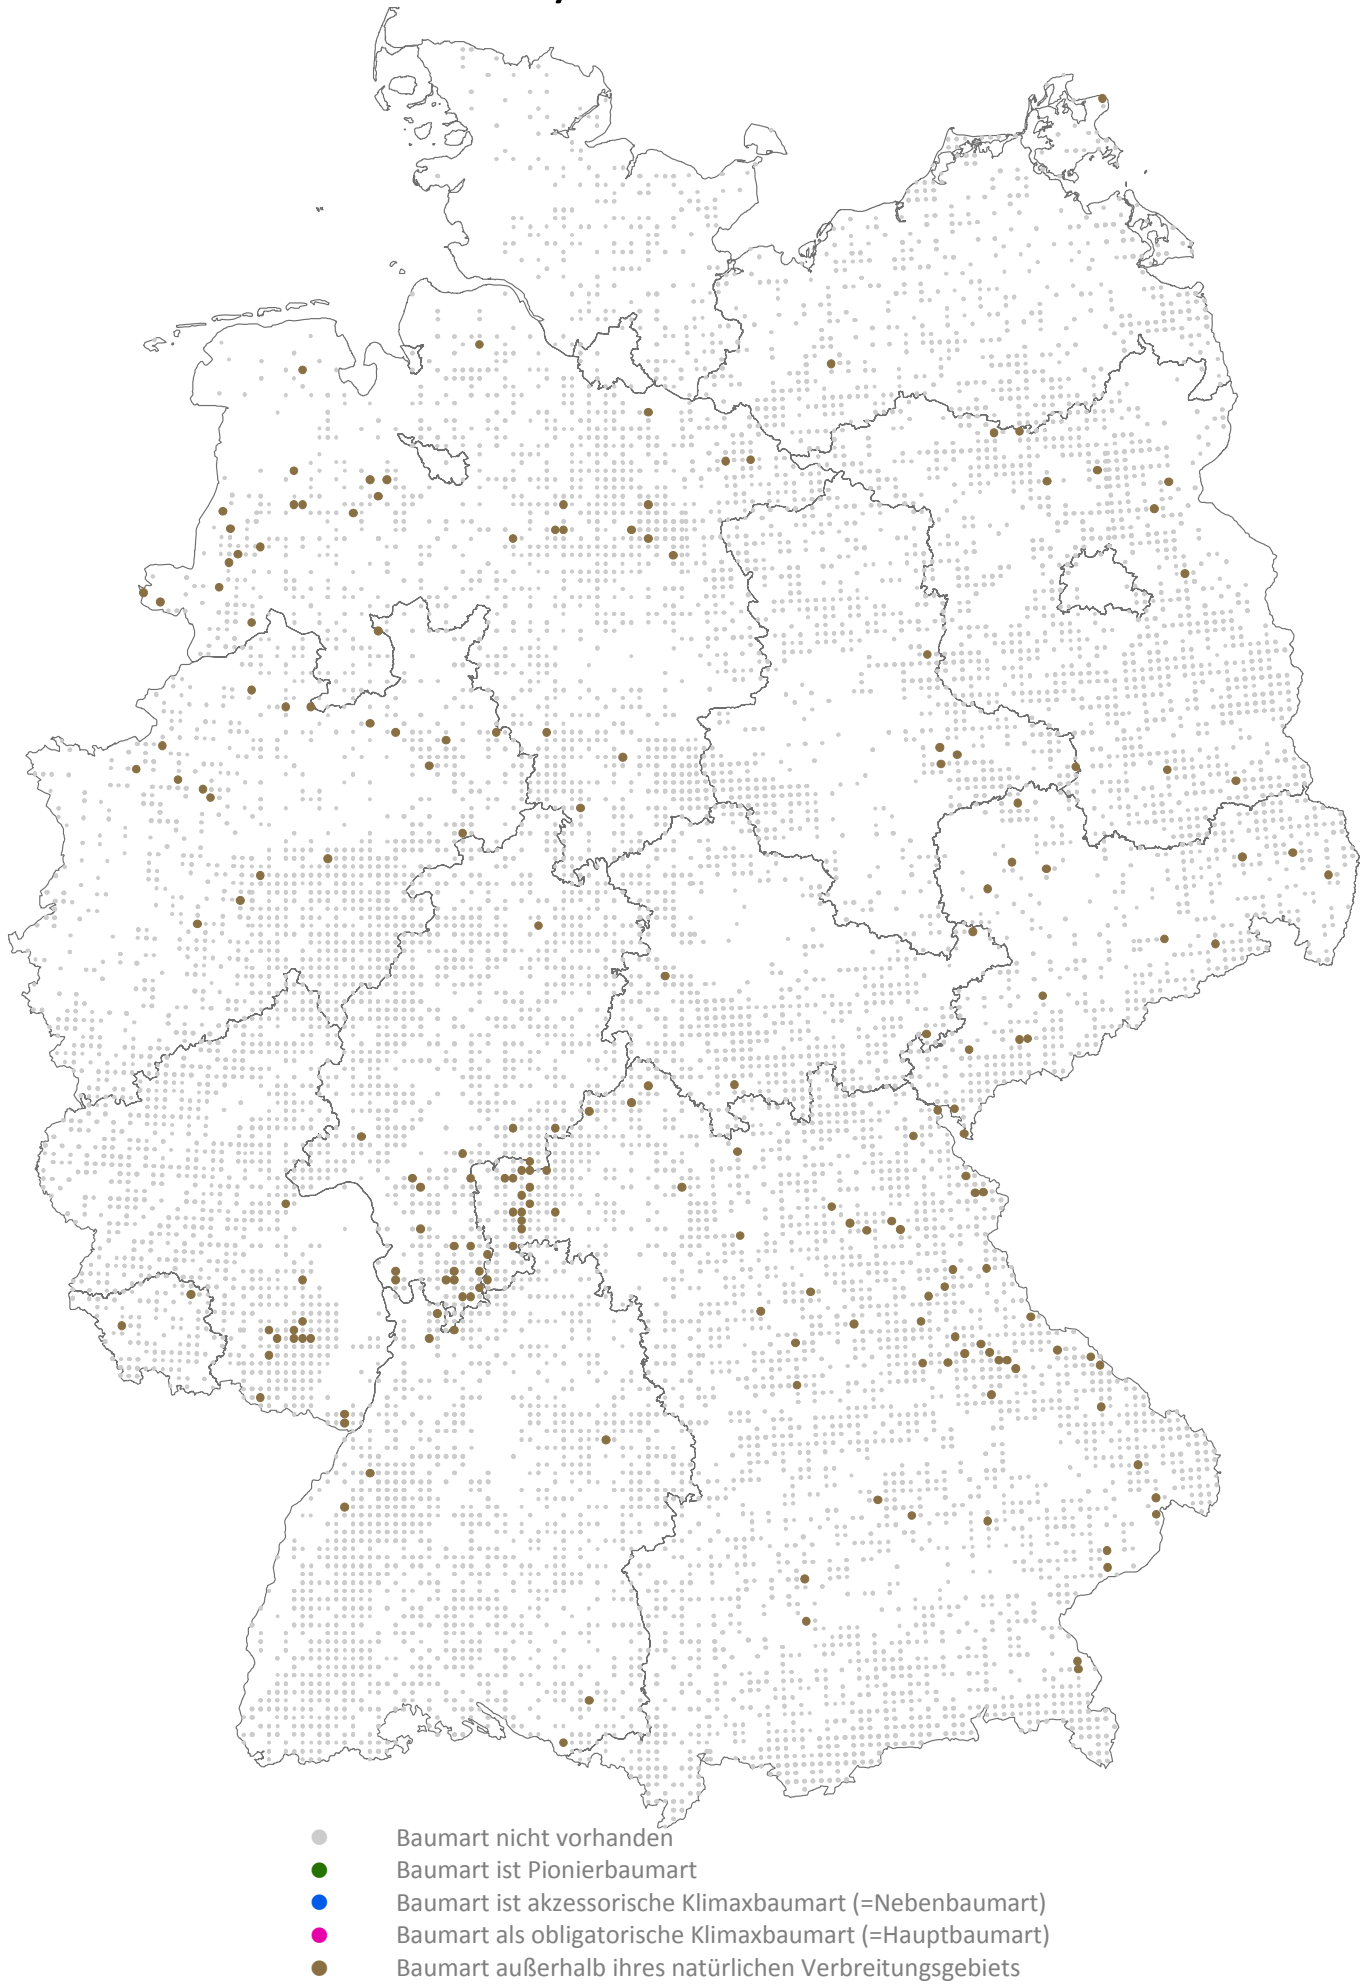 Baumart nicht vorhanden
Baumart ist Pionierbaumart
Baumart ist akzessorische Klimaxbaumart (=Nebenbaumart)
Baumart als obligatorische Klimaxbaumart (=Hauptbaumart)
Baumart außerhalb ihres natürlichen Verbreitungsgebiets